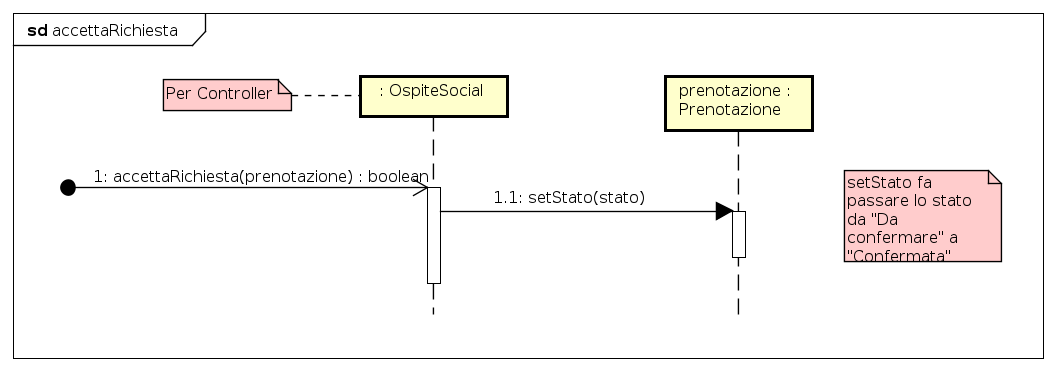 sd accettaRichiesta
Per Controller
: OspiteSocial
prenotazione :
Prenotazione
1: accettaRichiesta(prenotazione) : boolean
1.1: setStato(stato)
setStato fa
passare lo stato
da "Da
confermare" a
"Confermata"